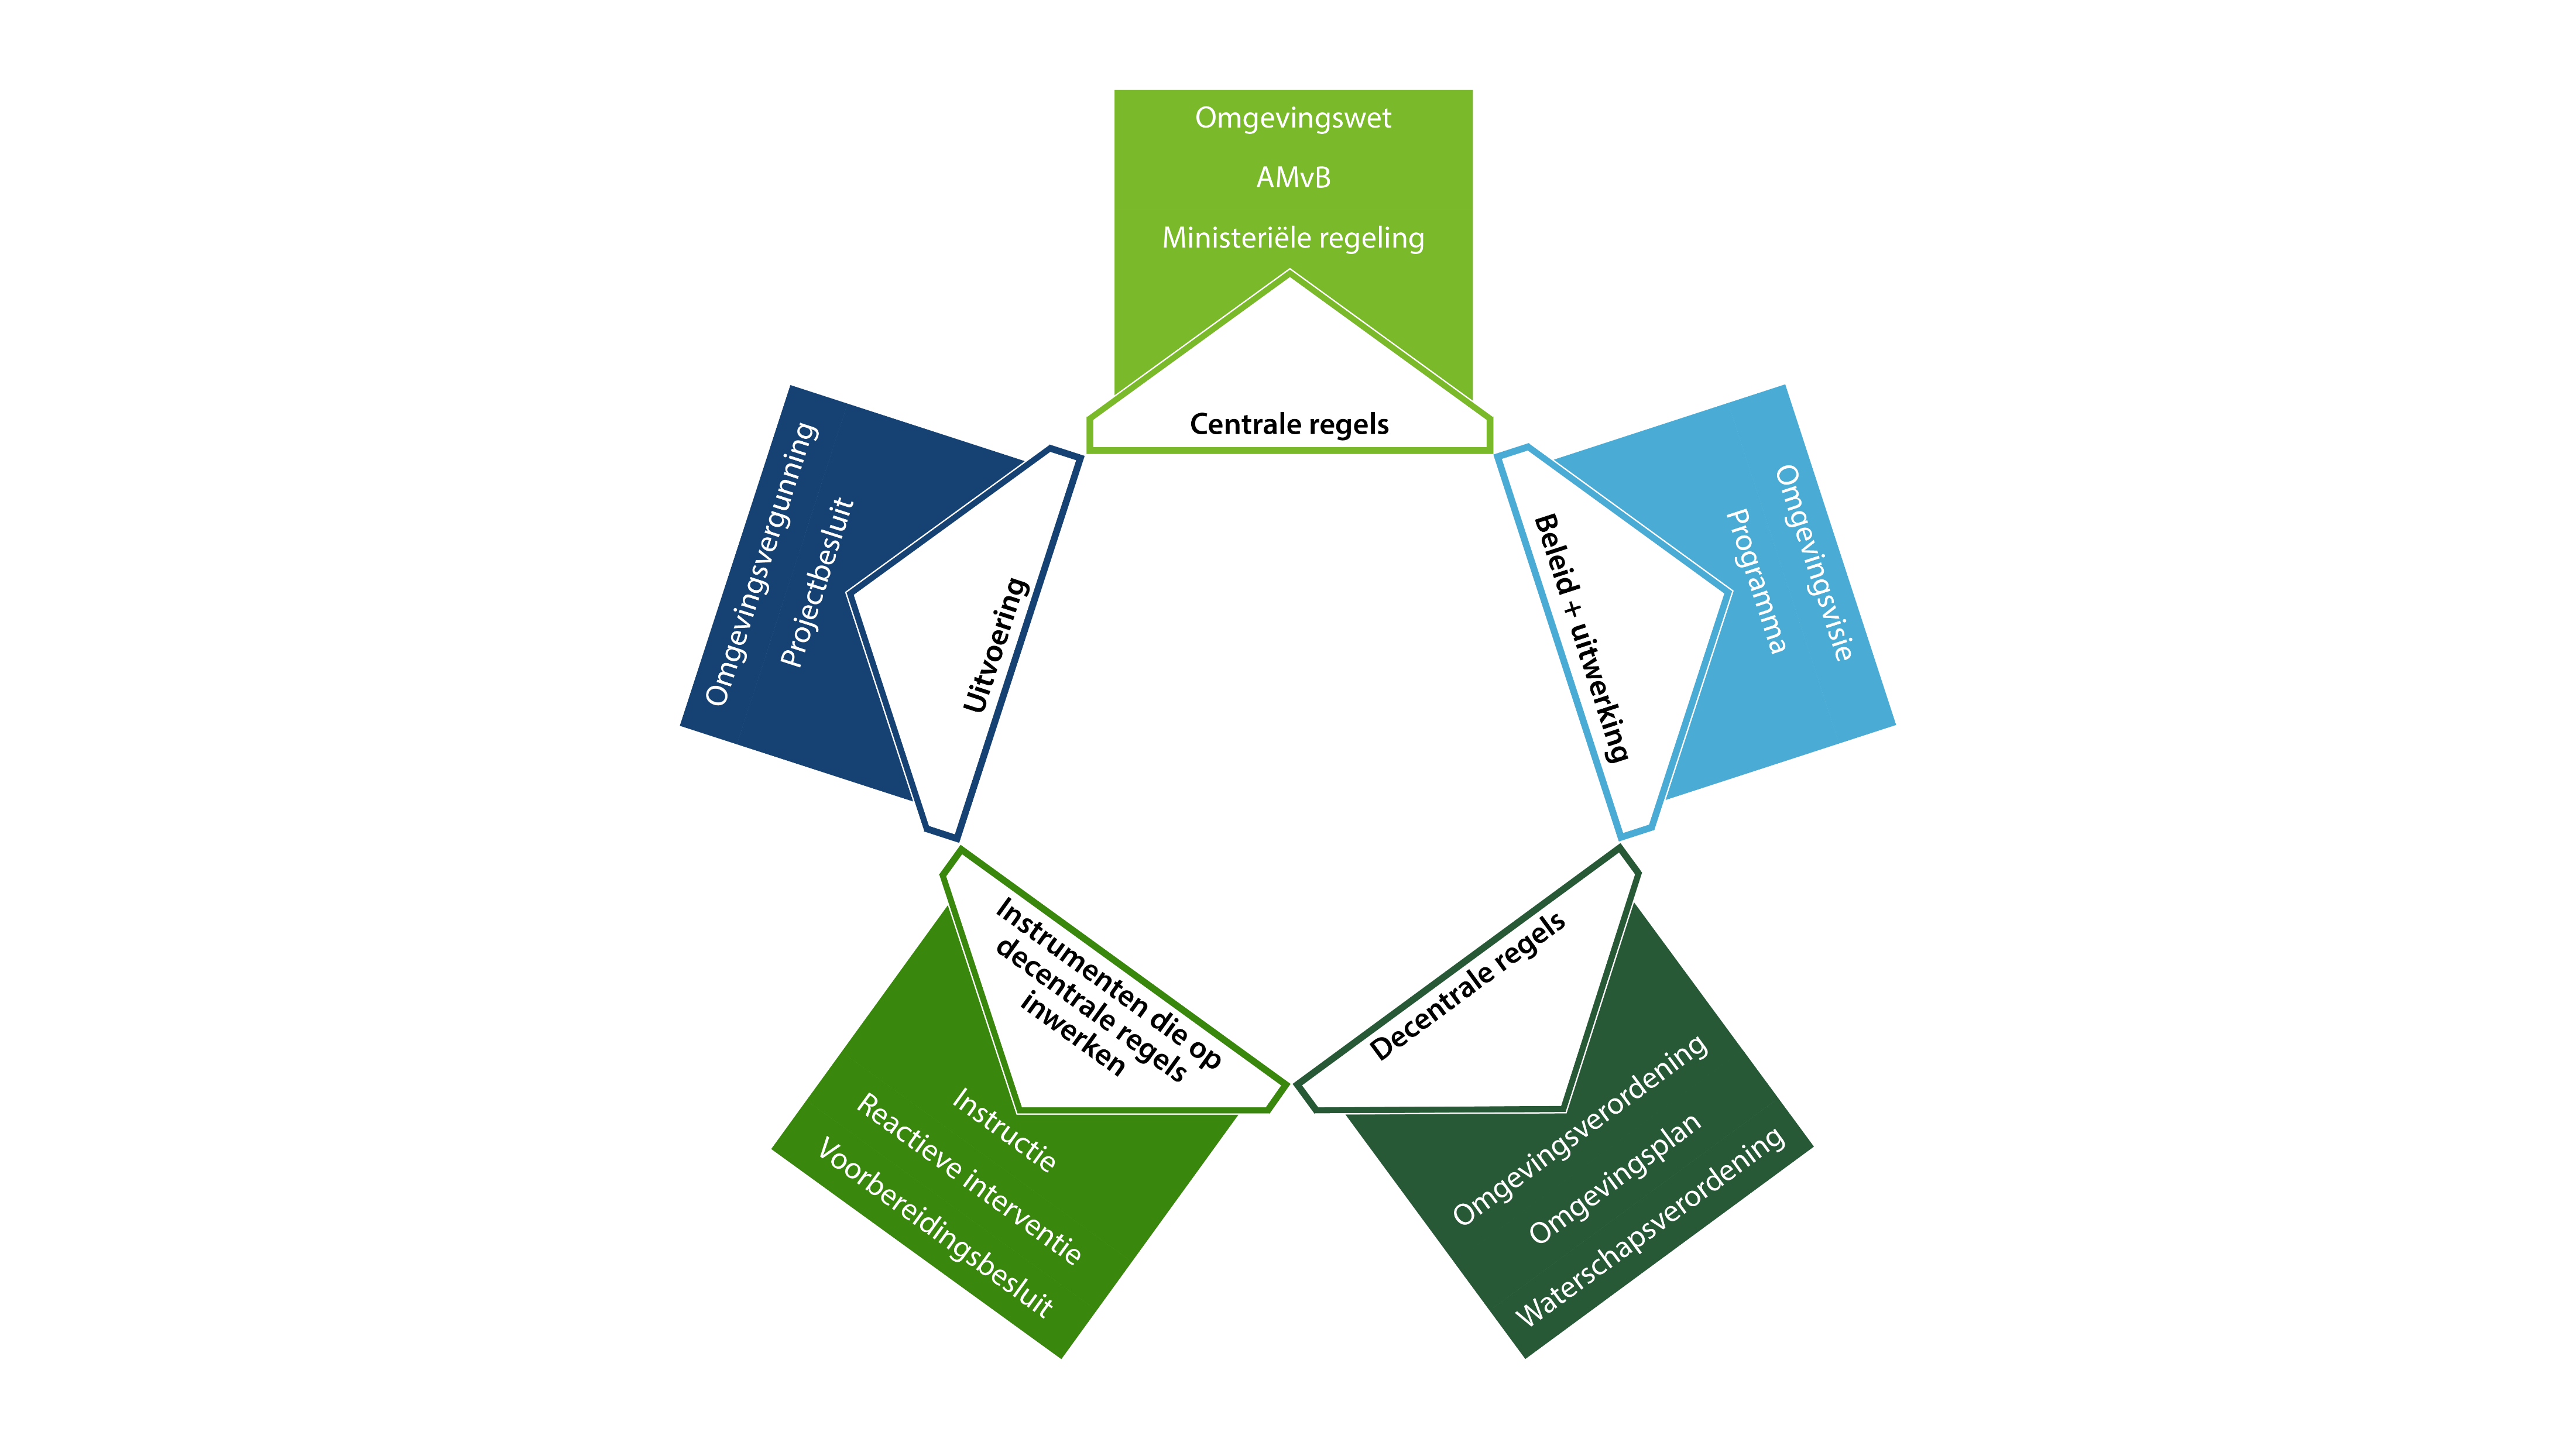 Omgevingswet
AMvB
Ministeriële regeling
Centrale regels
Omgevingsvisie
Programma
Beleid + uitwerking
Decentrale regels
Omgevingsverordening
Omgevingsplan
Waterschapsverordening
Instrumenten die op
decentrale regels
inwerken
Instructie
Reactieve interventie
Voorbereidingsbesluit
Omgevingsvergunning
Projectbesluit
Uitvoering